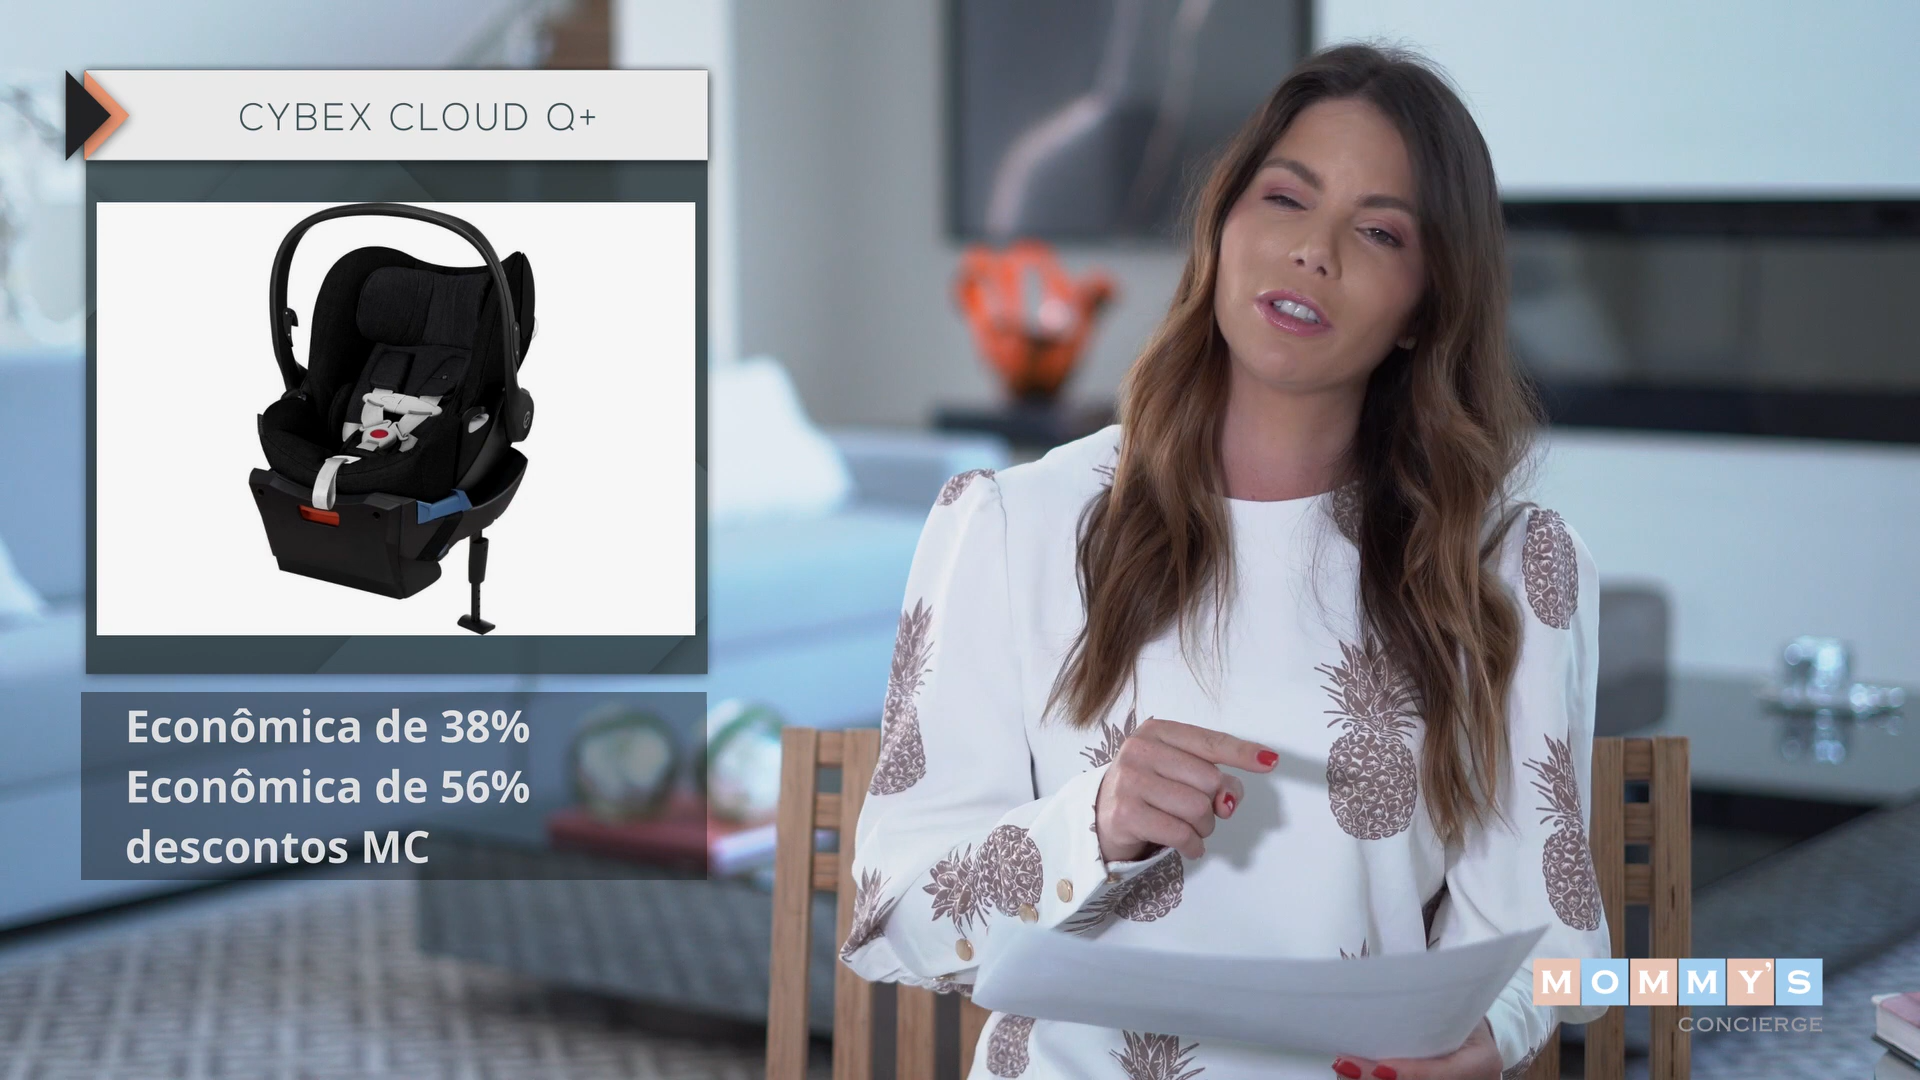 CYBEX CLOUD Q+
Econômica de 38%
Econômica de 56%
descontos MC
MOMMY'S
CONCIERGE